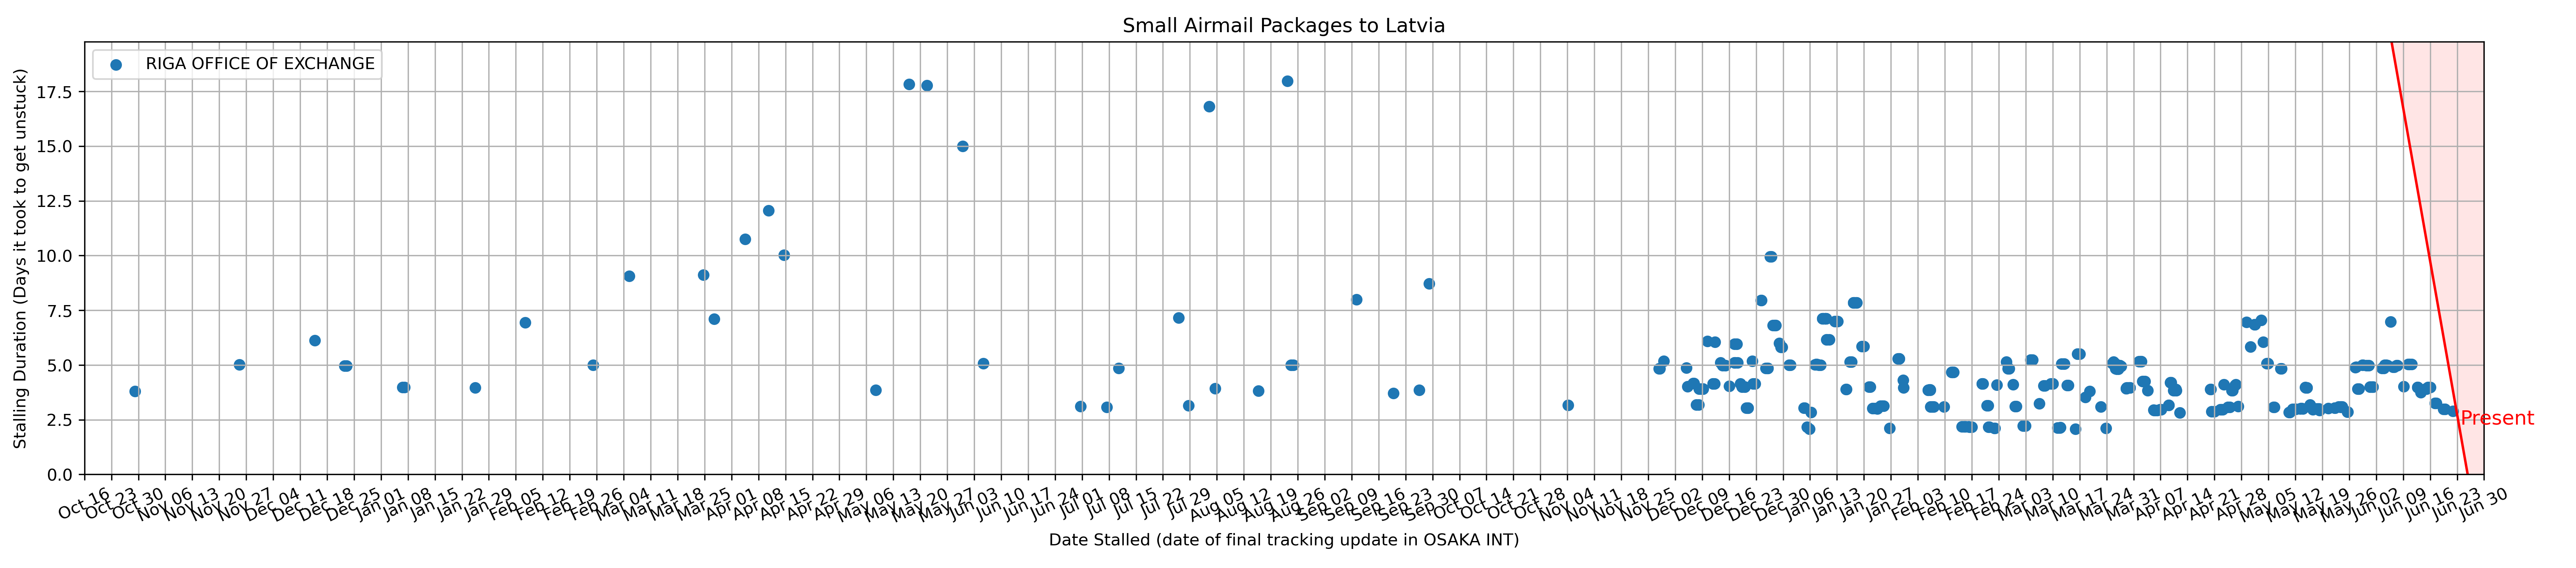 Small Airmail Packages to Latvia
RIGA OFFICE OF EXCHANGE
Stalling Duration (Days it took to get unstuck)
17.5
15.0
12.5
10.0
7.5
5.0
2.5
0.0
Present
Oct 16
Oct 23
Oct 30
Nov 06
Nov 13
Nov 20
Nov 27
Dec 04
Dec 11
Dec 18
Dec 25
Jan 01
Jan 08
Jan 15
Jan 22
Jan 29
Feb 05
Feb 12
Feb 19
Feb 26
Mar 04
Mar 11
Mar 18
Mar 25
Apr 01
Apr 08
Apr 15
Apr 22
Apr 29
May 06
May 13
May 20
May 27
Jun 03
Jun 10
Jun 17
Jun 24
Jul 01
Jul 08
Jul 15
Jul 22
Jul 29
Aug 05
Aug 12
Aug 19
Aug 26
Sep 02
Sep 09
Sep 16
Sep 23
Sep 30
Oct 07
Oct 14
Oct 21
Oct 28
Nov 04
Nov 11
Nov 18
Nov 25
Dec 02
Dec 09
Dec 16
Dec 23
Dec 30
Jan 06
Jan 13
Jan 20
Jan 27
Feb 03
Feb 10
Feb 17
Feb 24
Mar 03
Mar 10
Mar 17
Mar 24
Mar 31
Apr 07
Apr 14
Apr 21
Apr 28
May 05
May 12
May 19
May 26
Jun 02
Jun 09
Jun 16
Jun 23
Jun 30
Date Stalled (date of final tracking update in OSAKA INT)